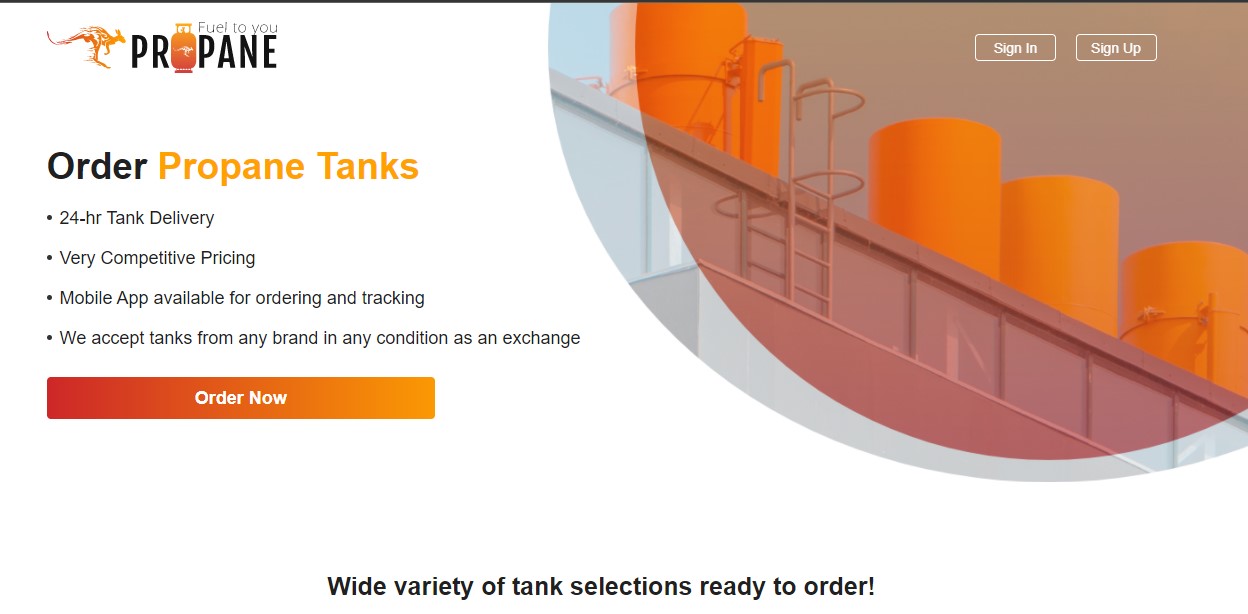 Fuel to you
PROPANE
Sign In
Sign Up
Order Propane Tanks
• 24-hr Tank Delivery
• Very Competitive Pricing
• Mobile App available for ordering and tracking
• We accept tanks from any brand in any condition as an exchange
Order Now
Wide variety of tank selections ready to order!